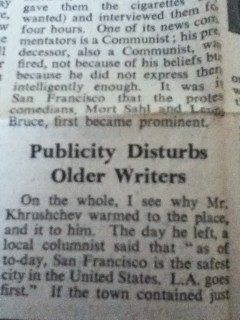 gave them the cigarettes
wanted) and interviewed them fo
four hours. One of its news com
mentators is a Communist; his pre
decessor, also a Communist, wa
fired, not because of his beliefs bu
because he did not express them
intelligently enough. It was i
San Francisco that the protes
comedians, Mort Sahl and Lenny
Bruce, first became prominent.
Publicity Disturbs
Older Writers
On the whole, I see why Mr.
Khrushchev warmed to the place,
and it to him. The day he left, a
local columnist said that "as of
to-day, San Francisco is the safest
city in the United States. L.A. goes
first." If the town contained just